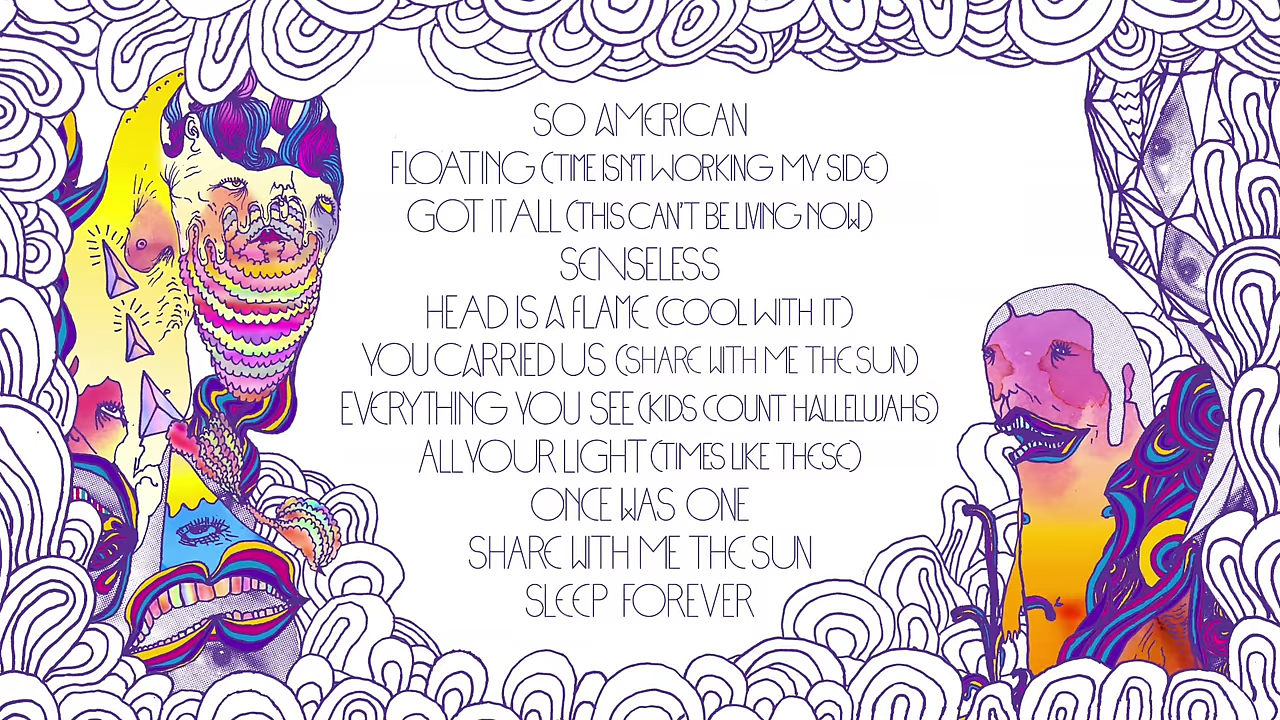 SO AMERICAN
FLOATING (TIME ISN'T WORKING MY SIDE)
GOT IT ALL (THIS CAN'T BE LIVING NOW)
SENSELESS
HEAD IS A FLAME (COOL WITH IT)
YOU CARRIED US (SHARE WITH ME THE SUN)
EVERYTHING YOU SEE (KIDS COUNT HALLELUJAHS)
ALL YOUR LIGHT (TIMES LIKE THESE)
ONCE WAS ONE
SHARE WITH ME THE SUN
SLEEP FOREVER